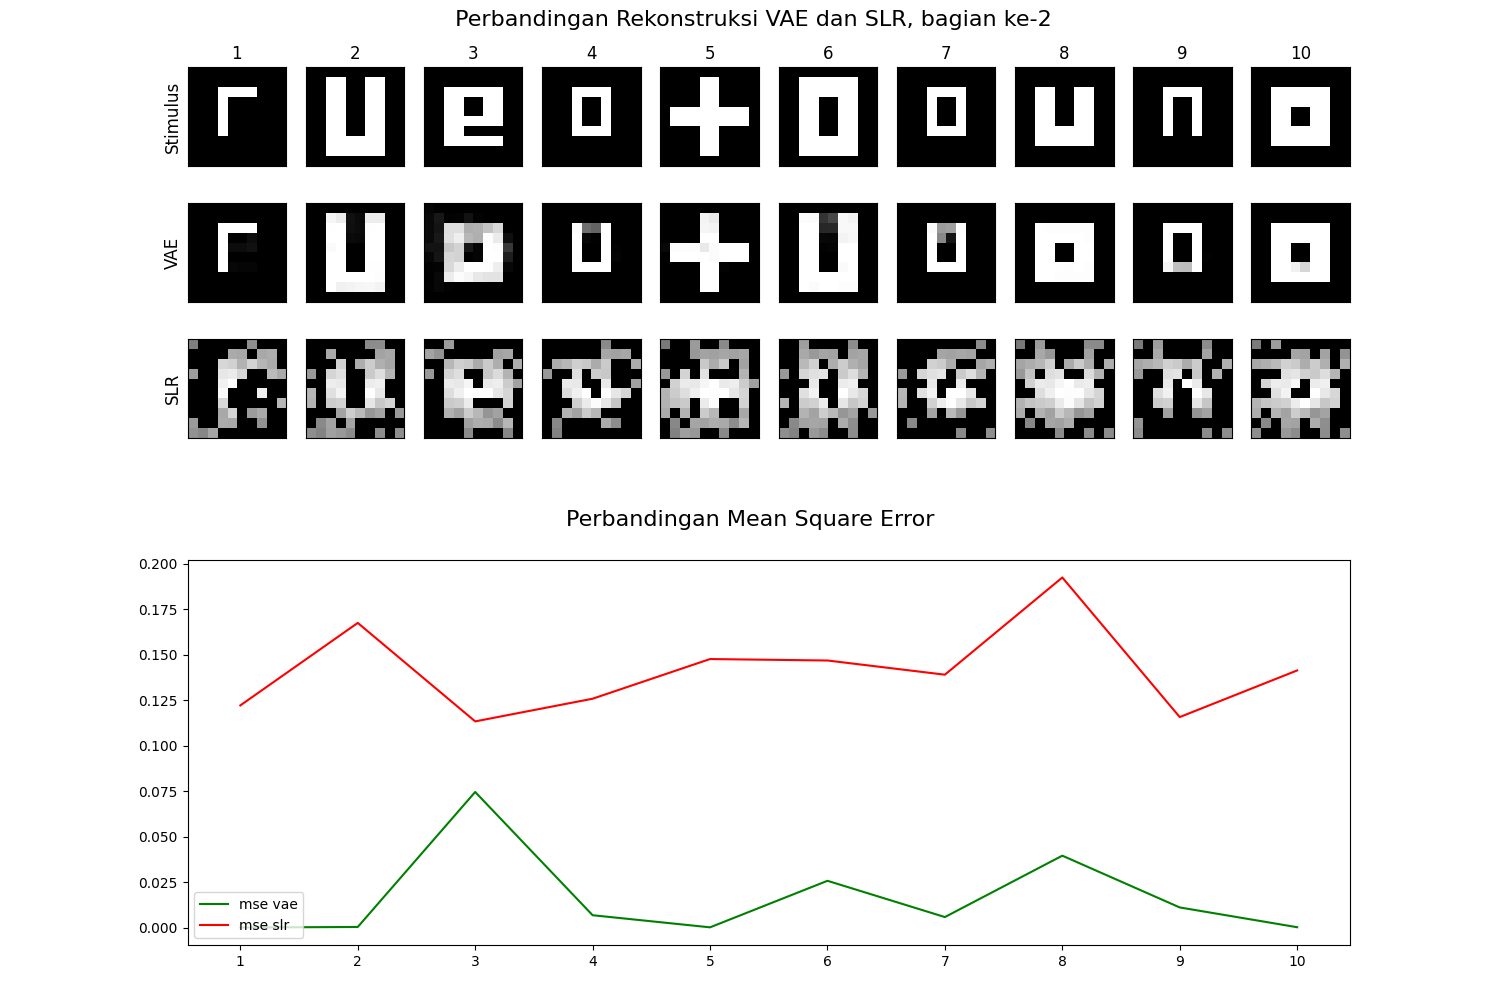 Perbandingan Rekonstruksi VAE dan SLR, bagian ke-2
1 2 3 4 5 6 7 8 9 10
Stimulus
VAE
SLR
Perbandingan Mean Square Error
0.200
0.175
0.150
0.125
0.100
0.075
0.050
0.025
0.000
mse vae
mse slr
1 2 3 4 5 6 7 8 9 10